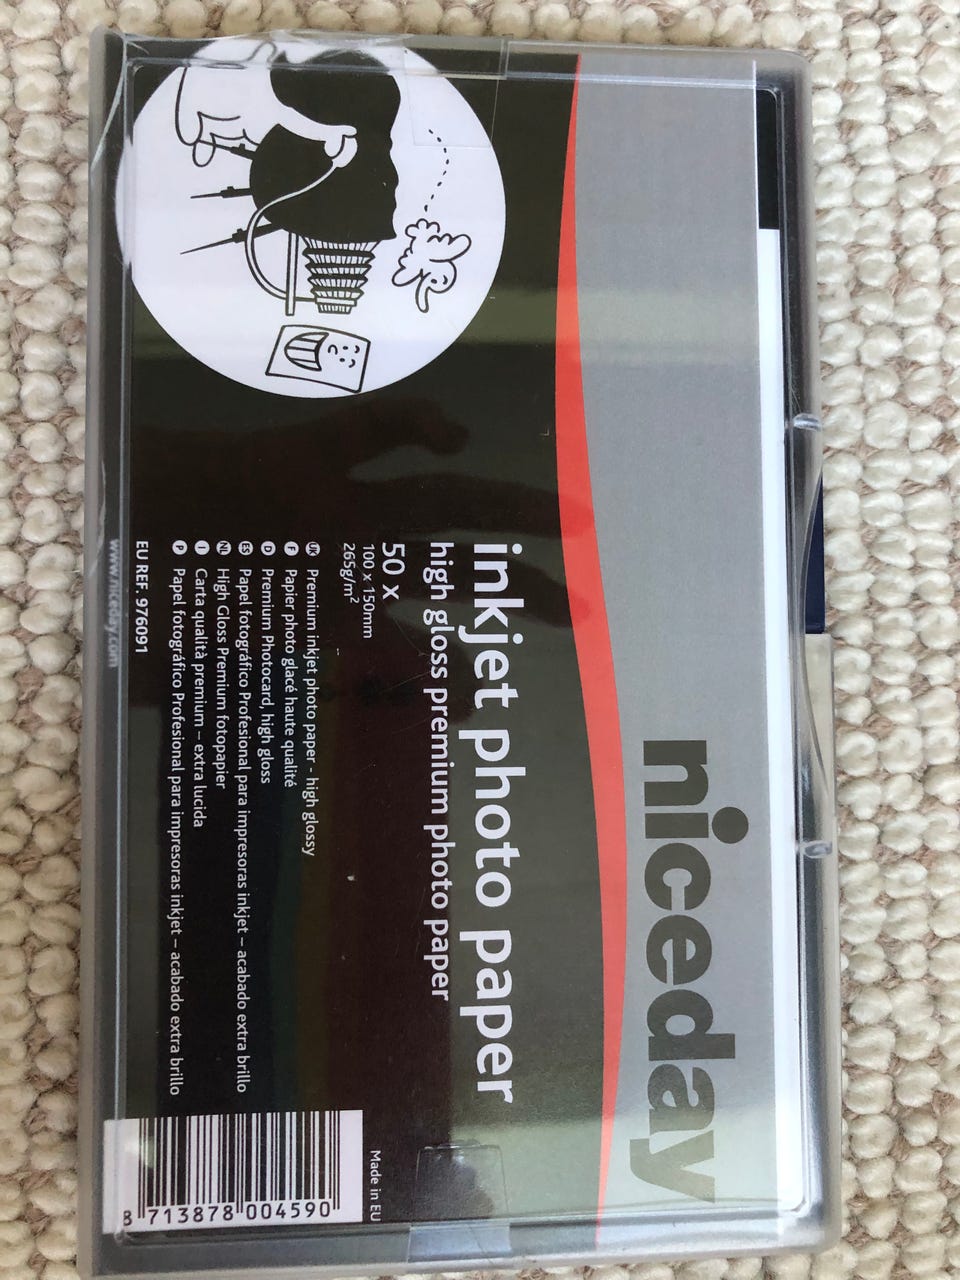 niceday
inkjet photo paper
high gloss premium photo paper
50 x
100 x 150mm
265g/m²
UK Premium inkjet photo paper - high glossy
F Papier photo glacé haute qualité
D Premium Photocard, high gloss
ES Papel fotográfico Profesional para impresoras inkjet – acabado extra brillo
NL High Gloss Premium fotopapier
I Carta qualità premium – extra lucida
P Papel fotográfico Profesional para impresoras inkjet – acabado extra brillo
EU REF. 976091
www.niceday.com
Made in EU
8 713878 004590